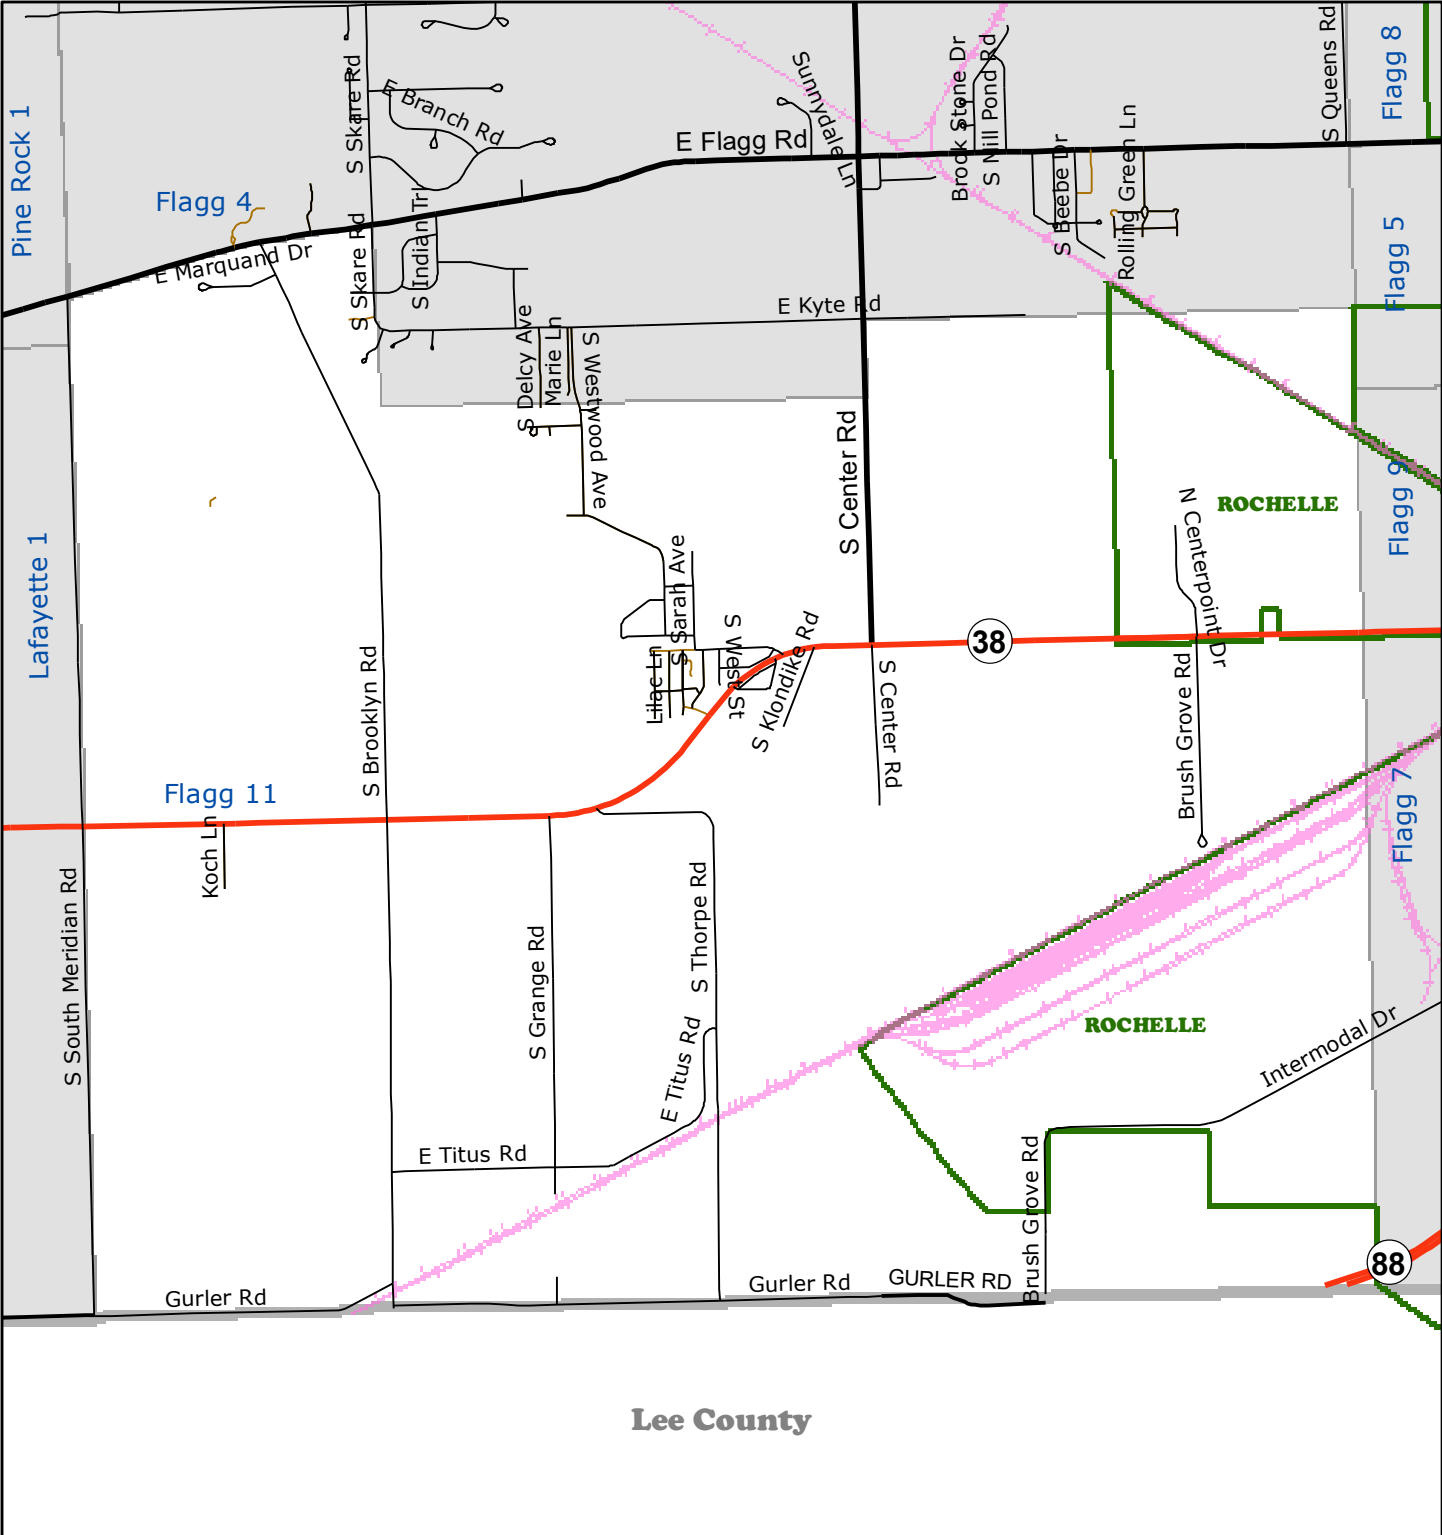 S Queens Rd
Flagg 8
Pine Rock 1
S Skare Rd
E Branch Rd
Sunnydale Ln
Brook Stone Dr
S Mill Pond Rd
E Flagg Rd
S Beebe Dr
Rolling Green Ln
Flagg 4
S Skare Rd
S Indian Trl
E Marquand Dr
Flagg 5
E Kyte Rd
S Delcy Ave
Marie Ln
S Westwood Ave
S Center Rd
Flagg 9
ROCHELLE
N Centerpoint Dr
Lafayette 1
S Sarah Ave
S West St
S Klondike Rd
38
Lilac Ln
S Center Rd
Brush Grove Rd
S Brooklyn Rd
Flagg 11
Flagg 7
Koch Ln
S South Meridian Rd
S Thorpe Rd
S Grange Rd
E Titus Rd
ROCHELLE
Intermodal Dr
E Titus Rd
Brush Grove Rd
88
Gurler Rd
Gurler Rd
GURLER RD
Lee County